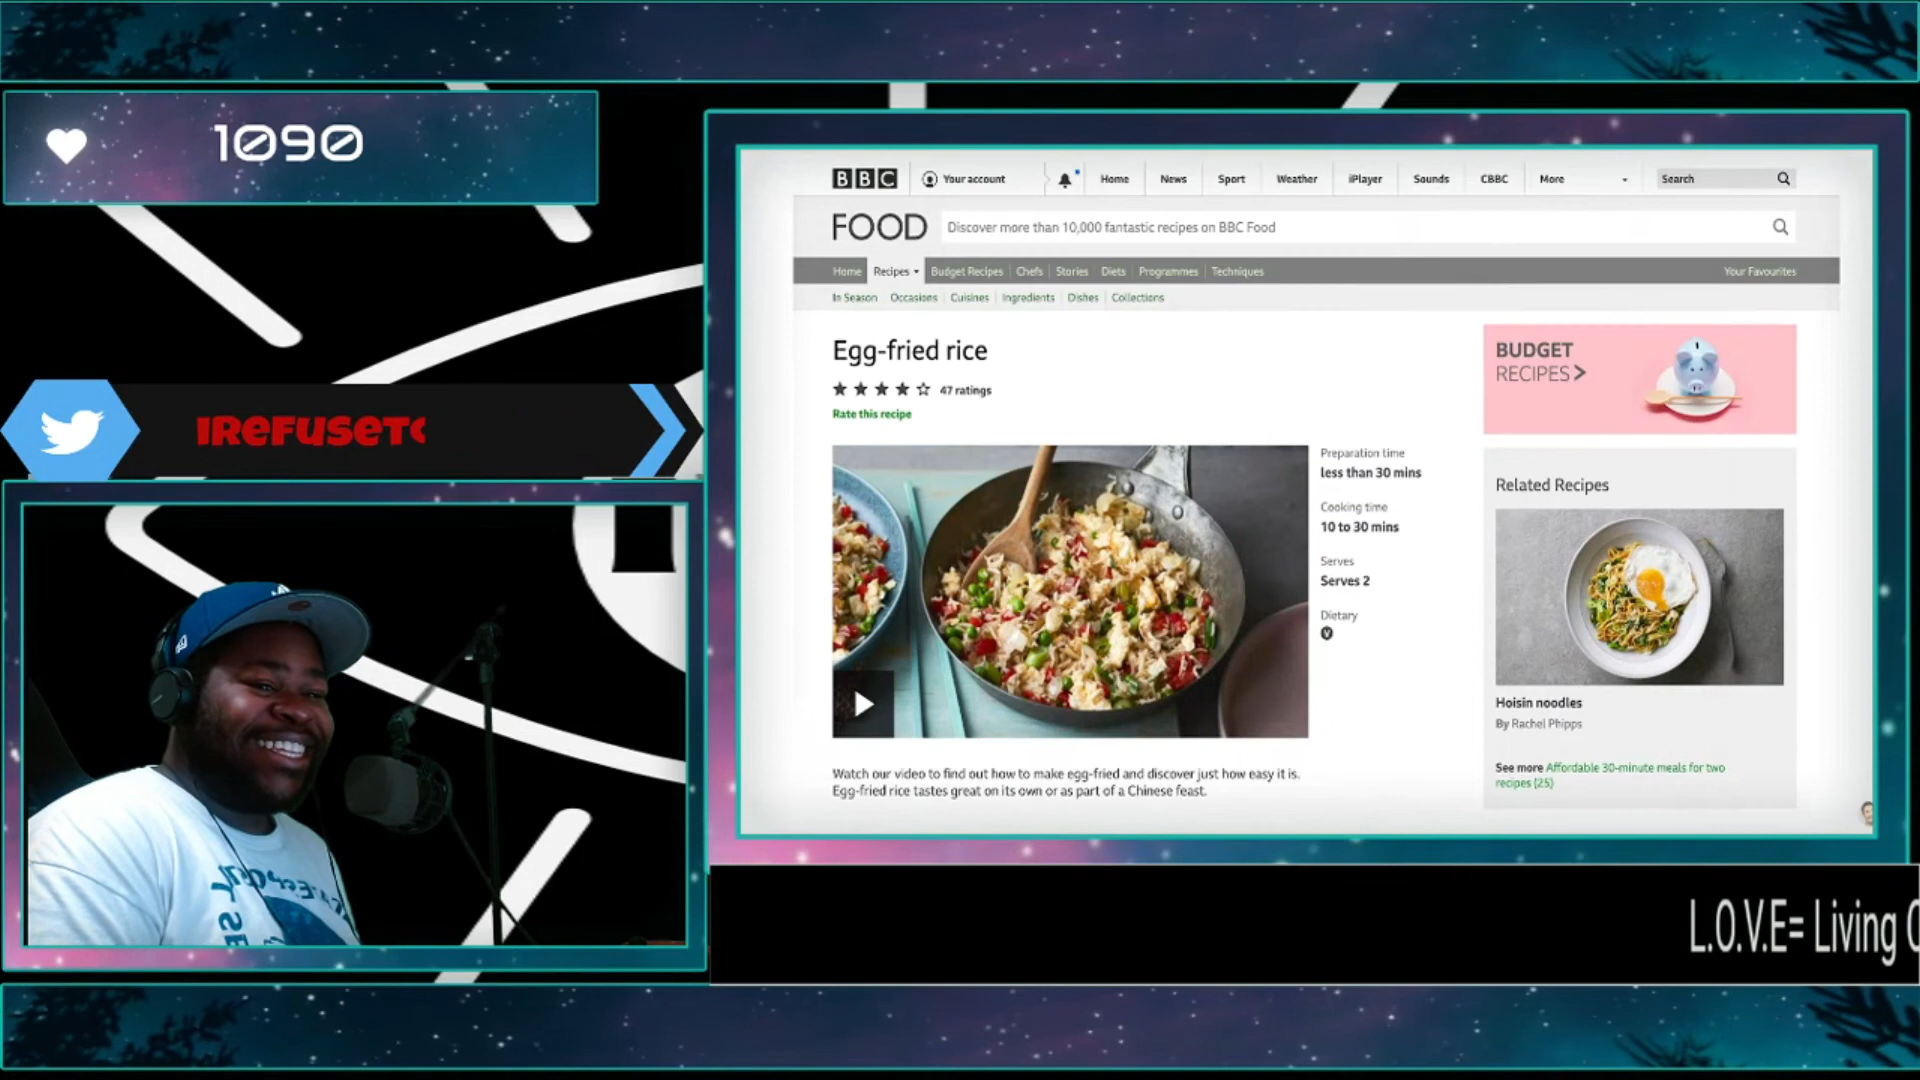 1090
IREFUSETC
BBC
Your account
Home
News
Sport
Weather
iPlayer
Sounds
CBBC
More
Search
FOOD
Discover more than 10,000 fantastic recipes on BBC Food
Home
Recipes
Budget Recipes
Chefs
Stories
Diets
Programmes
Techniques
Your Favourites
In Season
Occasions
Cuisines
Ingredients
Dishes
Collections
Egg-fried rice
47 ratings
Rate this recipe
Preparation time
less than 30 mins
Cooking time
10 to 30 mins
Serves
Serves 2
Dietary
V
BUDGET
RECIPES >
Related Recipes
Hoisin noodles
By Rachel Phipps
See more Affordable 30-minute meals for two
recipes (25)
Watch our video to find out how to make egg-fried and discover just how easy it is.
Egg-fried rice tastes great on its own or as part of a Chinese feast.
L.O.V.E= Living